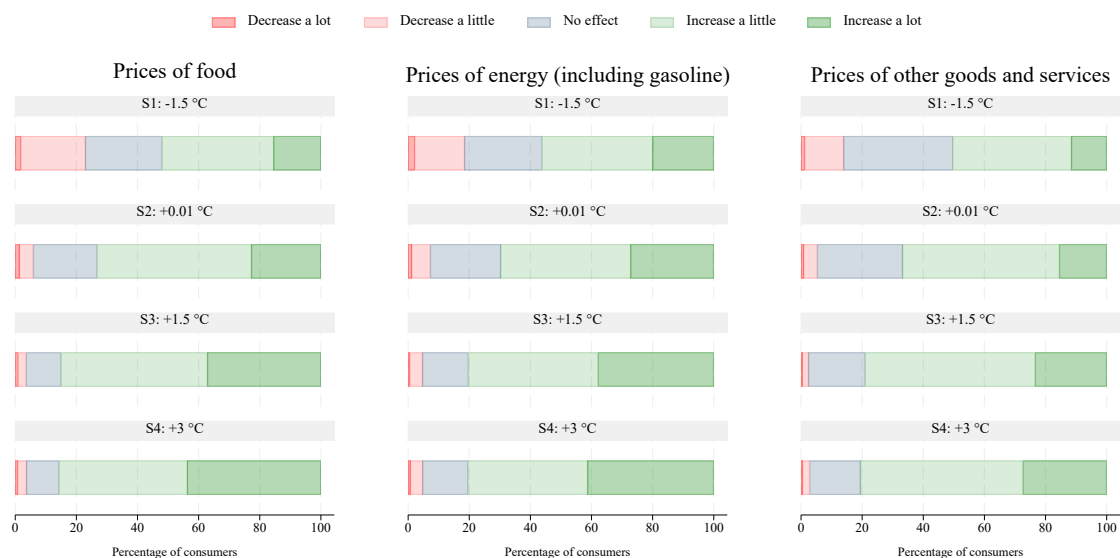 Decrease a lot Decrease a little No effect Increase a little Increase a lot
Prices of food
S1: -1.5 °C
S2: +0.01 °C
S3: +1.5 °C
S4: +3 °C
0 20 40 60 80 100
Percentage of consumers
Prices of energy (including gasoline)
S1: -1.5 °C
S2: +0.01 °C
S3: +1.5 °C
S4: +3 °C
0 20 40 60 80 100
Percentage of consumers
Prices of other goods and services
S1: -1.5 °C
S2: +0.01 °C
S3: +1.5 °C
S4: +3 °C
0 20 40 60 80 100
Percentage of consumers